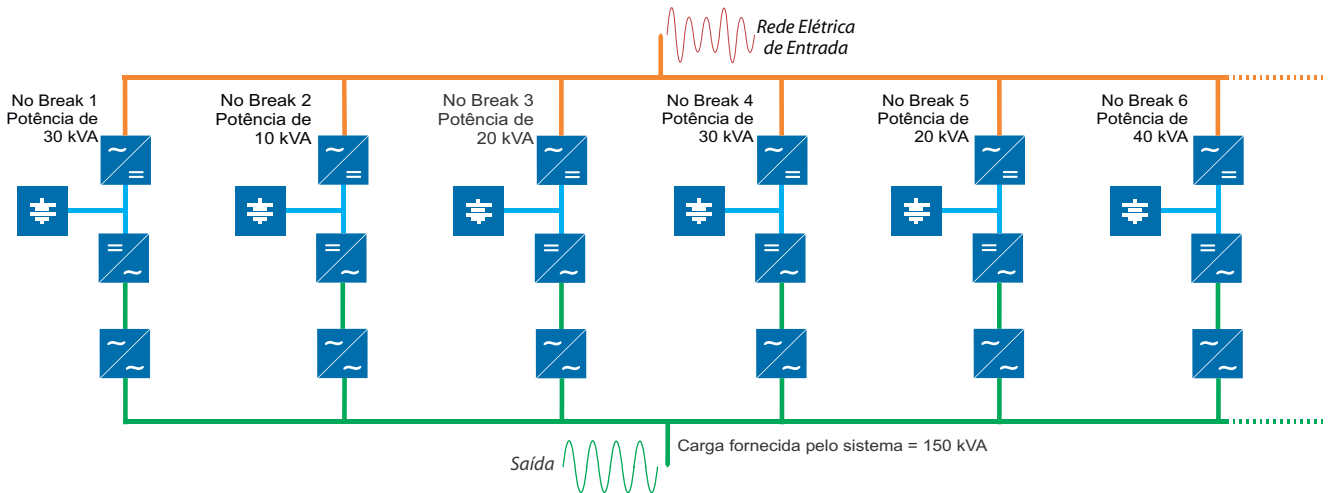 Rede Elétrica
de Entrada
No Break 1
Potência de
30 kVA
No Break 2
Potência de
10 kVA
No Break 3
Potência de
20 kVA
No Break 4
Potência de
30 kVA
No Break 5
Potência de
20 kVA
No Break 6
Potência de
40 kVA
Carga fornecida pelo sistema = 150 kVA
Saída